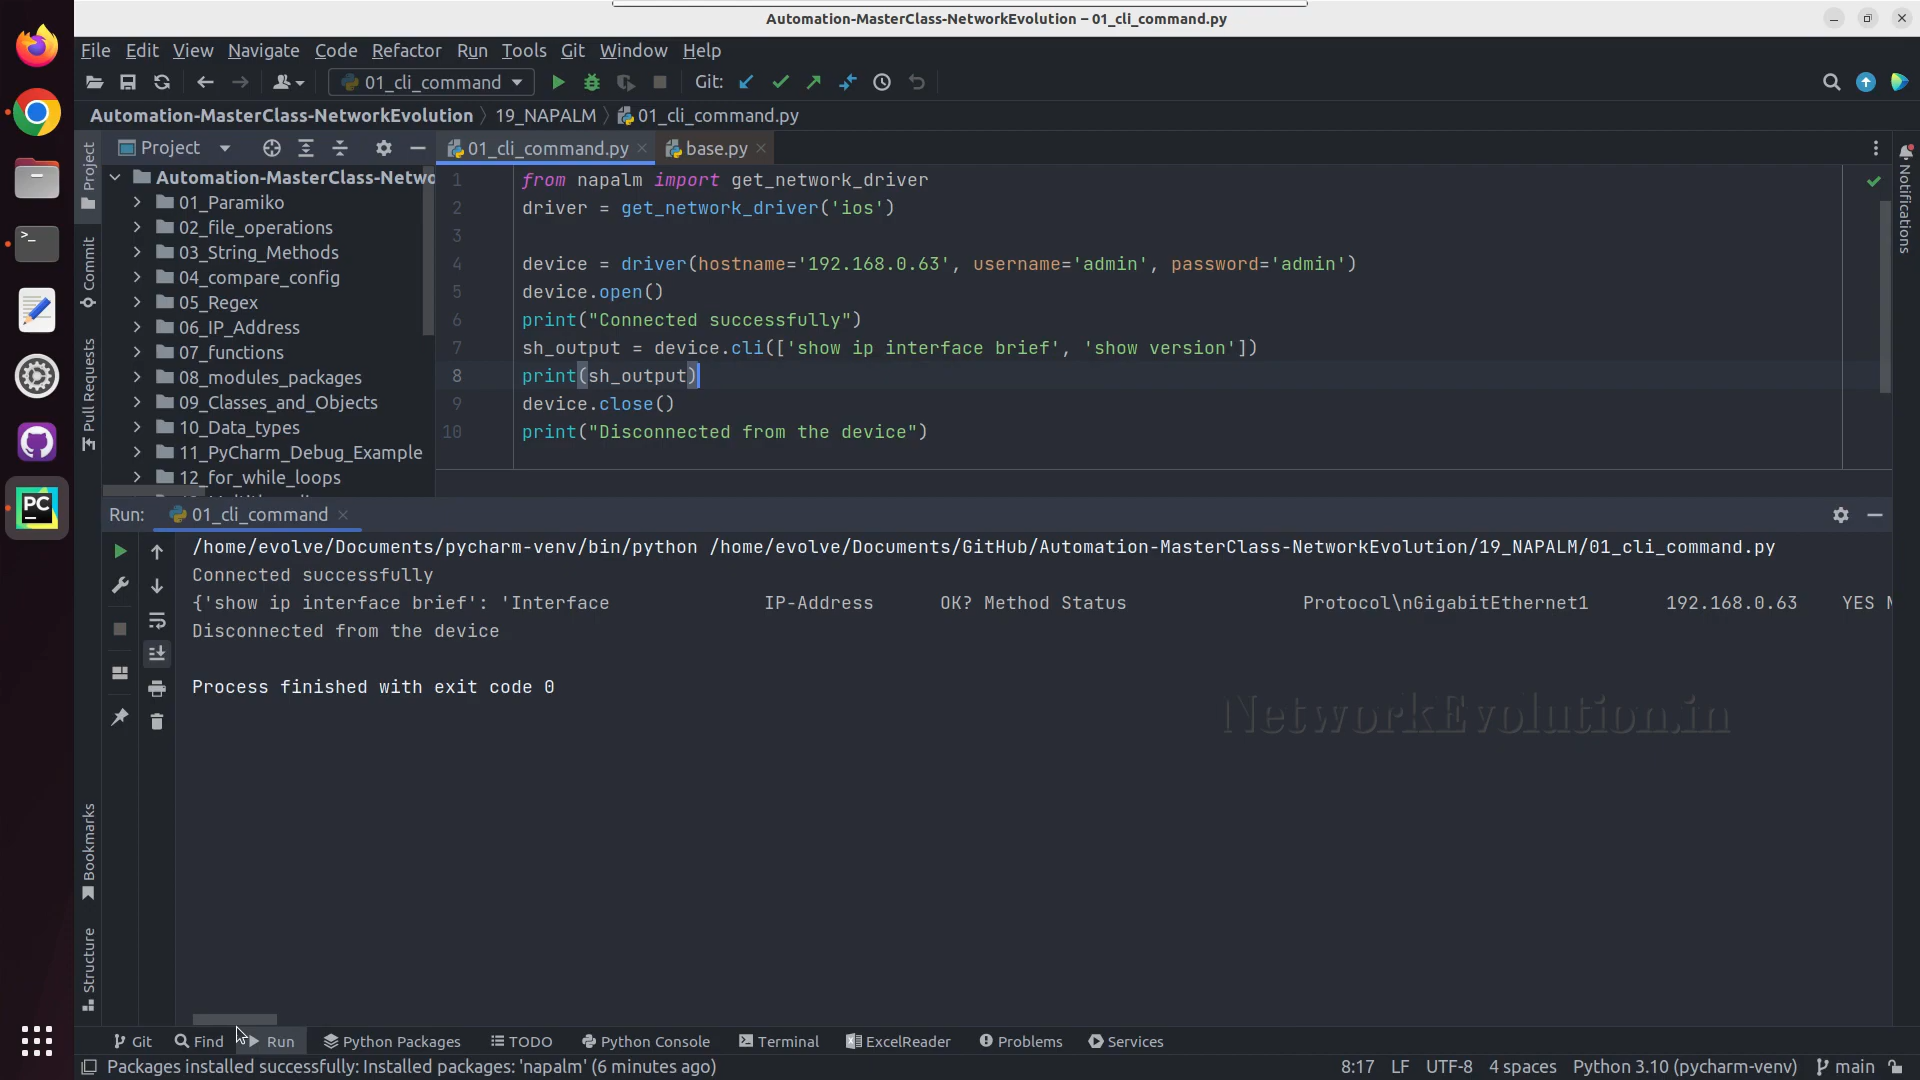 Automation-MasterClass-NetworkEvolution – 01_cli_command.py
File Edit View Navigate Code Refactor Run Tools Git Window Help
01_cli_command Git:
Automation-MasterClass-NetworkEvolution 19_NAPALM 01_cli_command.py
Project
01_cli_command.py base.py
Automation-MasterClass-Netwo
01_Paramiko
02_file_operations
03_String_Methods
04_compare_config
05_Regex
06_IP_Address
07_functions
08_modules_packages
09_Classes_and_Objects
10_Data_types
11_PyCharm_Debug_Example
12_for_while_loops
1 from napalm import get_network_driver
2 driver = get_network_driver('ios')
3
4 device = driver(hostname='192.168.0.63', username='admin', password='admin')
5 device.open()
6 print("Connected successfully")
7 sh_output = device.cli(['show ip interface brief', 'show version'])
8 print(sh_output)
9 device.close()
10 print("Disconnected from the device")
Project
Commit
Pull Requests
Bookmarks
Structure
Notifications
Run: 01_cli_command
/home/evolve/Documents/pycharm-venv/bin/python /home/evolve/Documents/GitHub/Automation-MasterClass-NetworkEvolution/19_NAPALM/01_cli_command.py
Connected successfully
{'show ip interface brief': 'Interface IP-Address OK? Method Status Protocol\nGigabitEthernet1 192.168.0.63 YES
Disconnected from the device
Process finished with exit code 0
NetworkEvolution.in
Git Find Run Python Packages TODO Python Console Terminal ExcelReader Problems Services
Packages installed successfully: Installed packages: 'napalm' (6 minutes ago) 8:17 LF UTF-8 4 spaces Python 3.10 (pycharm-venv) main
PC